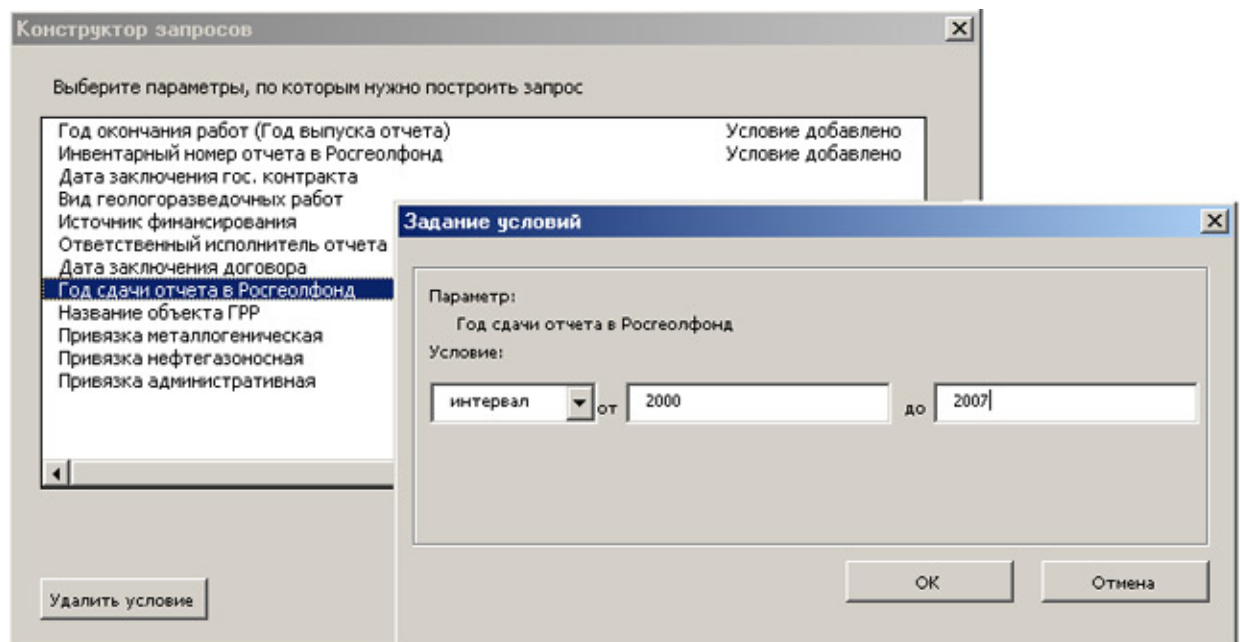 Конструктор запросов
Выберите параметры, по которым нужно построить запрос
Год окончания работ (Год выпуска отчета) Условие добавлено
Инвентарный номер отчета в Росгеолфонд Условие добавлено
Дата заключения гос. контракта
Вид геологоразведочных работ
Источник финансирования
Ответственный исполнитель отчета
Дата заключения договора
Год сдачи отчета в Росгеолфонд
Название объекта ГРР
Привязка металлогеническая
Привязка нефтегазоносная
Привязка административная
Удалить условие
Задание условий
Параметр:
Год сдачи отчета в Росгеолфонд
Условие:
интервал от 2000 до 2007
ОК Отмена